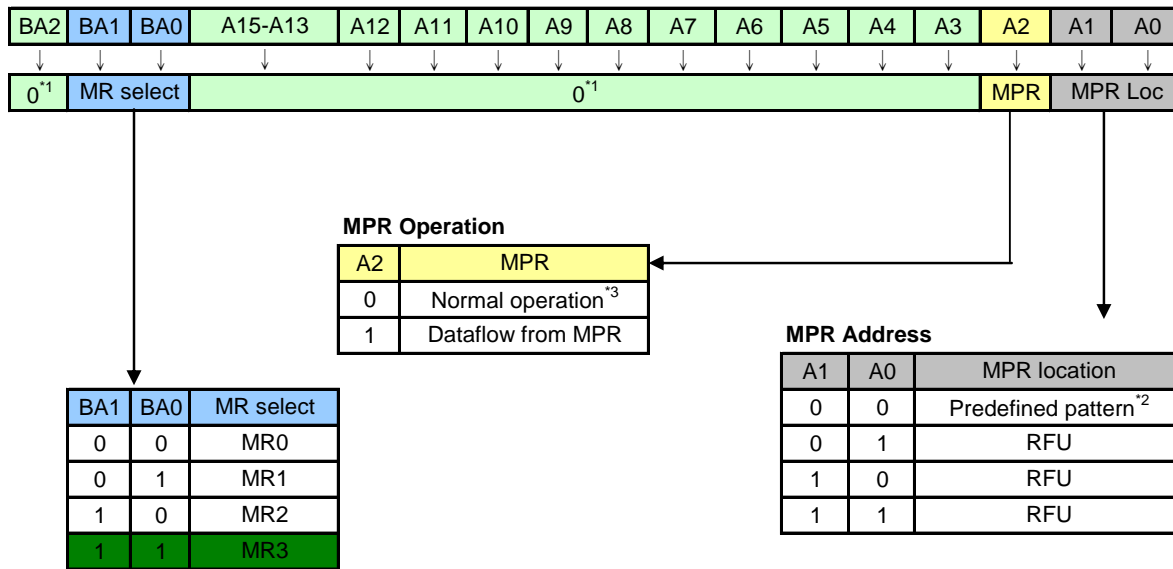 BA2 BA1 BA0 A15-A13 A12 A11 A10 A9 A8 A7 A6 A5 A4 A3 A2 A1 A0
0*1 MR select 0*1 MPR MPR Loc
MPR Operation
A2 MPR
0 Normal operation*3
1 Dataflow from MPR
MPR Address
A1 A0 MPR location
0 0 Predefined pattern*2
0 1 RFU
1 0 RFU
1 1 RFU
BA1 BA0 MR select
0 0 MR0
0 1 MR1
1 0 MR2
1 1 MR3